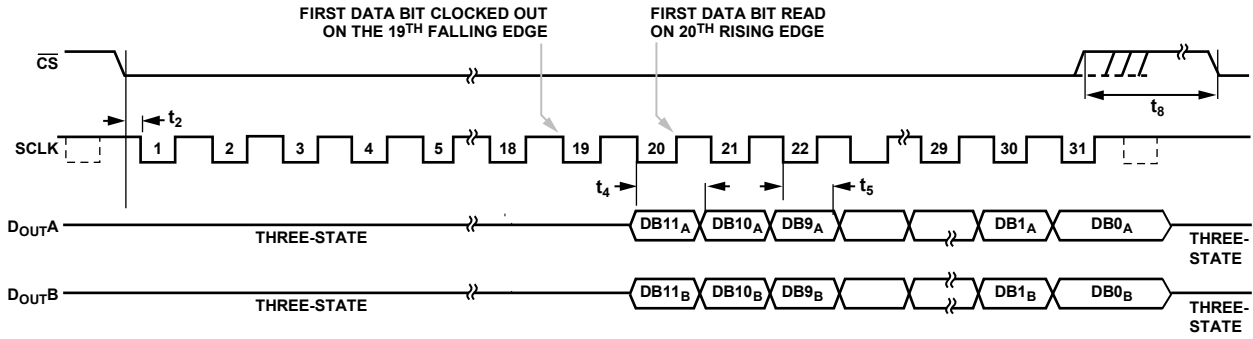 FIRST DATA BIT CLOCKED OUT
ON THE 19TH FALLING EDGE
FIRST DATA BIT READ
ON 20TH RISING EDGE
CS
t8
t2
SCLK
1 2 3 4 5 18 19 20 21 22 29 30 31
t4
t5
DOUTA
THREE-STATE
DB11A DB10A DB9A DB1A DB0A
THREE-
STATE
DOUTB
THREE-STATE
DB11B DB10B DB9B DB1B DB0B
THREE-
STATE